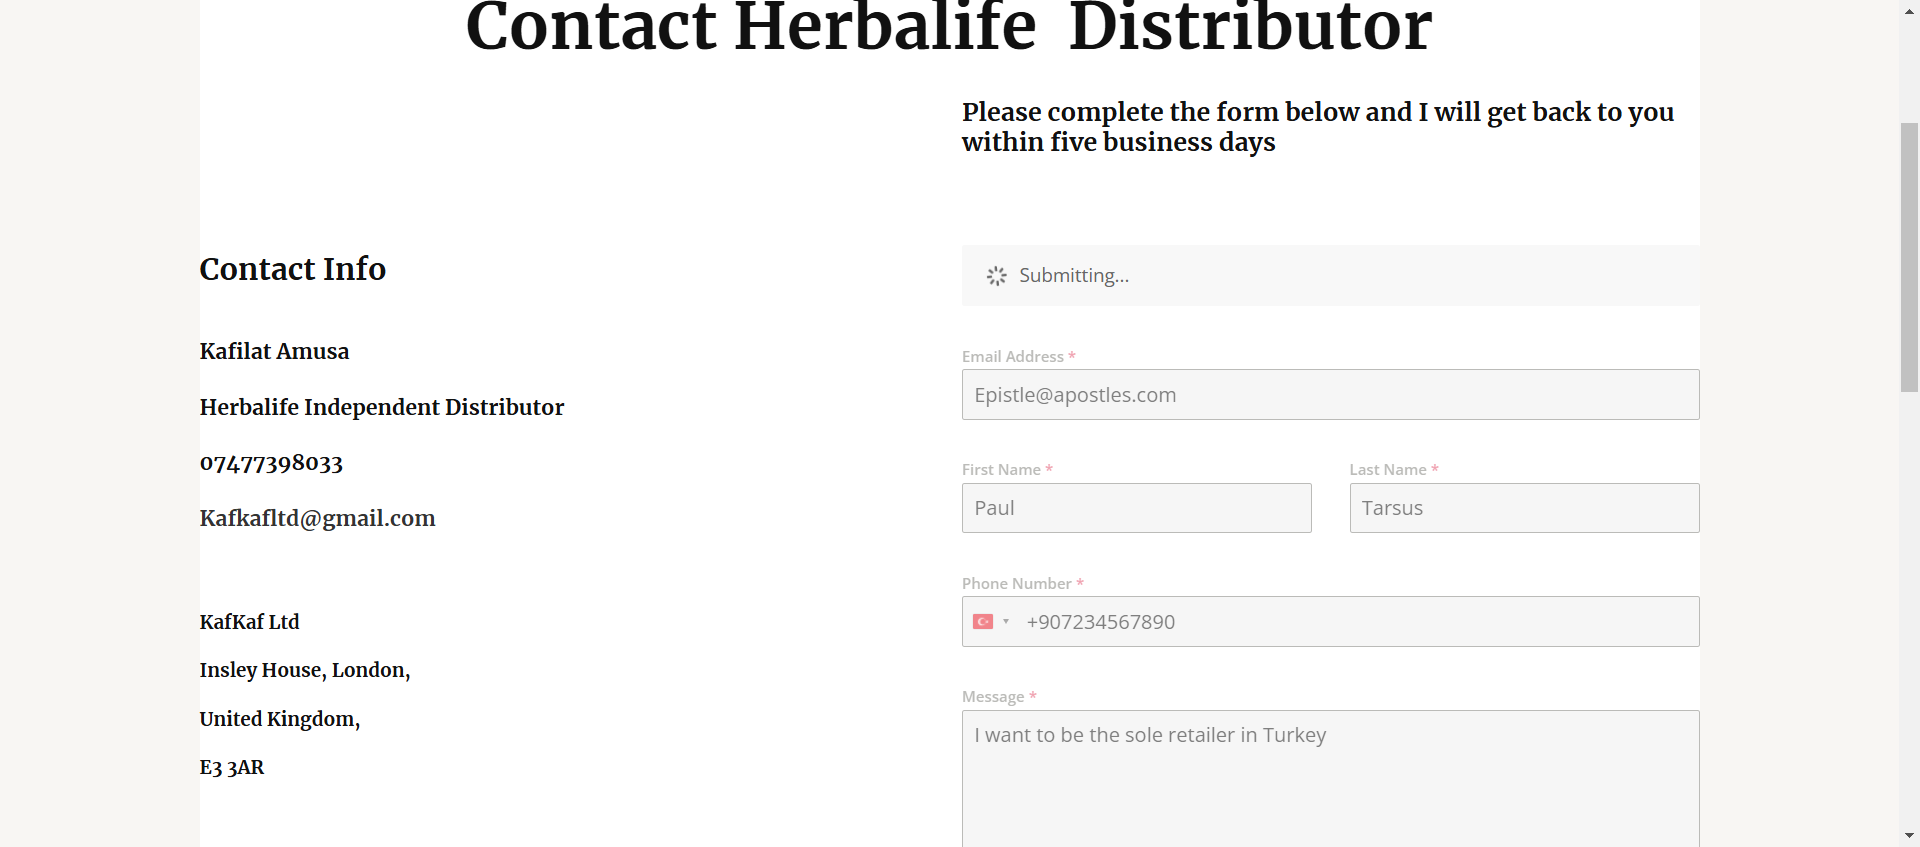 Contact Herbalife Distributor
Please complete the form below and I will get back to you
within five business days
Contact Info
Kafilat Amusa
Herbalife Independent Distributor
07477398033
Kafkafltd@gmail.com
KafKaf Ltd
Insley House, London,
United Kingdom,
E3 3AR
Submitting...
Email Address *
Epistle@apostles.com
First Name *
Last Name *
Paul
Tarsus
Phone Number *
+907234567890
Message *
I want to be the sole retailer in Turkey